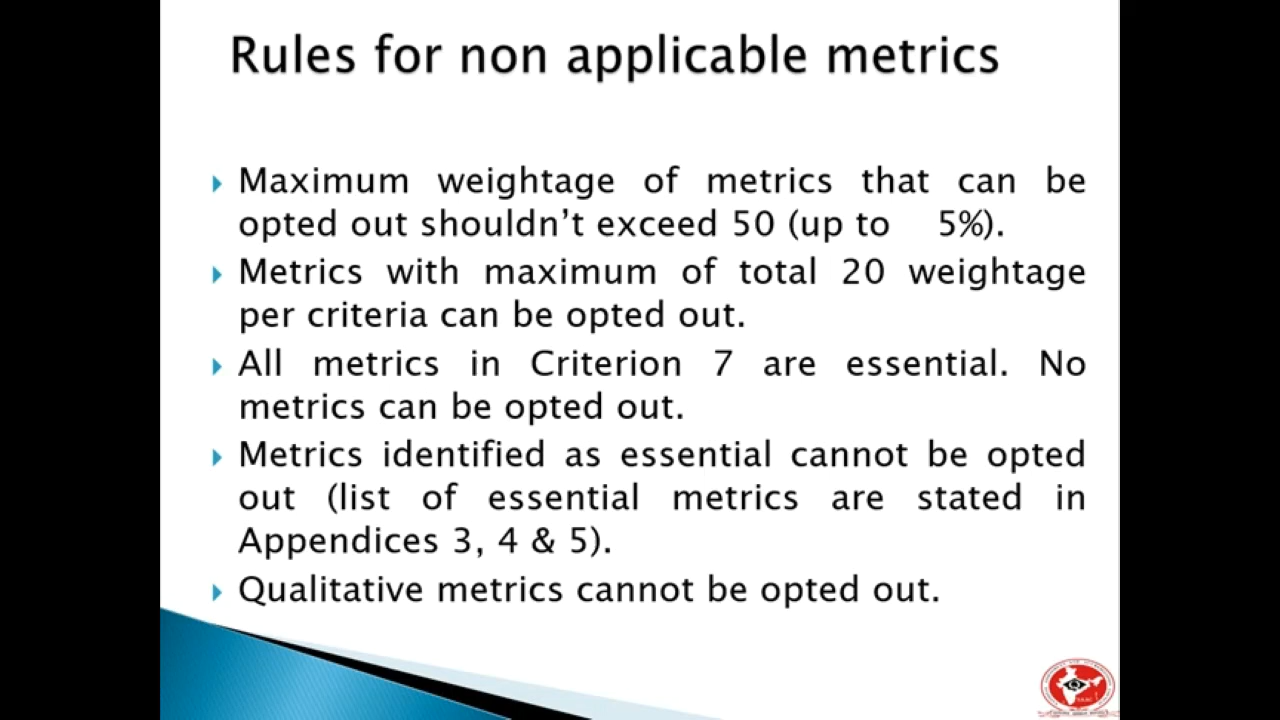 Rules for non applicable metrics
Maximum weightage of metrics that can be
opted out shouldn’t exceed 50 (up to 5%).
Metrics with maximum of total 20 weightage
per criteria can be opted out.
All metrics in Criterion 7 are essential. No
metrics can be opted out.
Metrics identified as essential cannot be opted
out (list of essential metrics are stated in
Appendices 3, 4 & 5).
Qualitative metrics cannot be opted out.